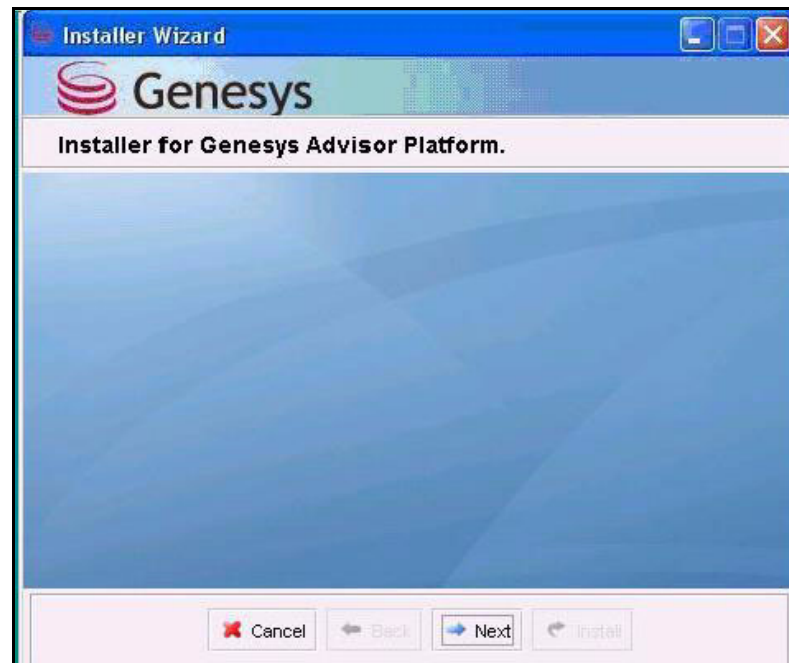 Installer Wizard
Genesys
Installer for Genesys Advisor Platform.
Cancel Back Next Install